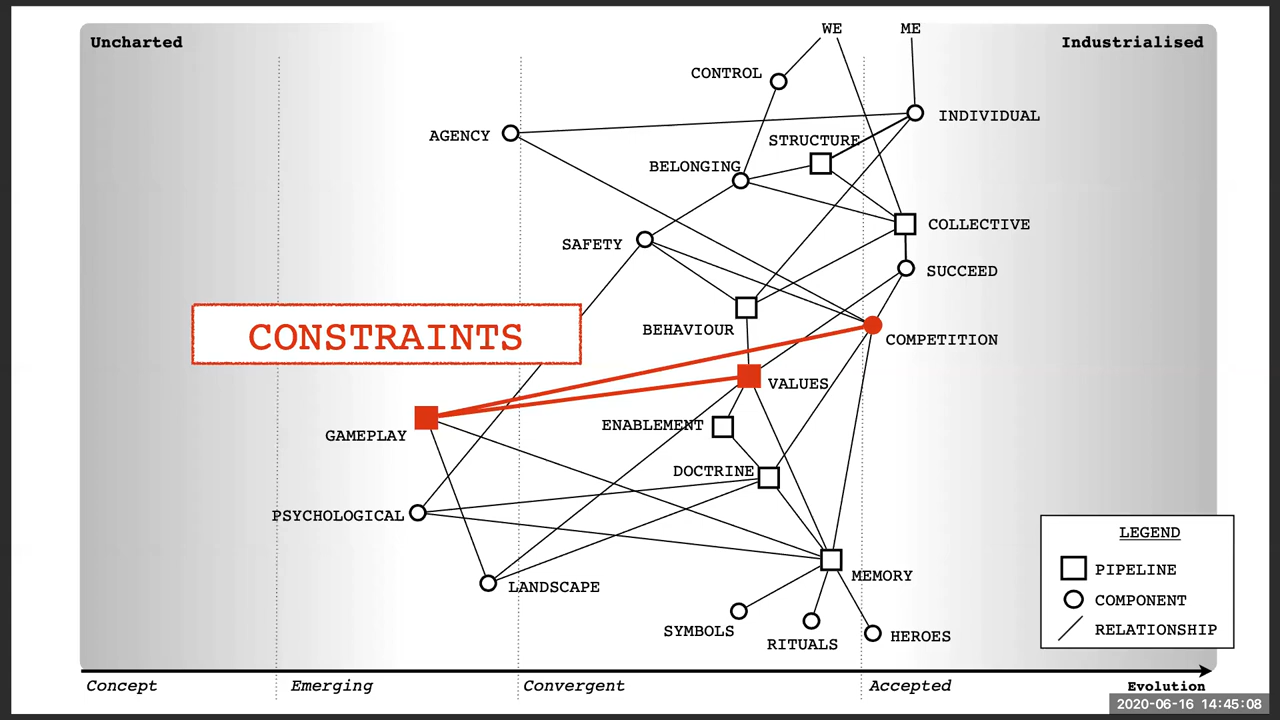 WE
ME
Uncharted
Industrialised
CONTROL
INDIVIDUAL
AGENCY
STRUCTURE
BELONGING
COLLECTIVE
SAFETY
SUCCEED
CONSTRAINTS
BEHAVIOUR
COMPETITION
VALUES
ENABLEMENT
GAMEPLAY
DOCTRINE
PSYCHOLOGICAL
LEGEND
PIPELINE
COMPONENT
RELATIONSHIP
MEMORY
LANDSCAPE
SYMBOLS
RITUALS
HEROES
Concept
Emerging
Convergent
Accepted
Evolution
2020-06-16 14:45:08